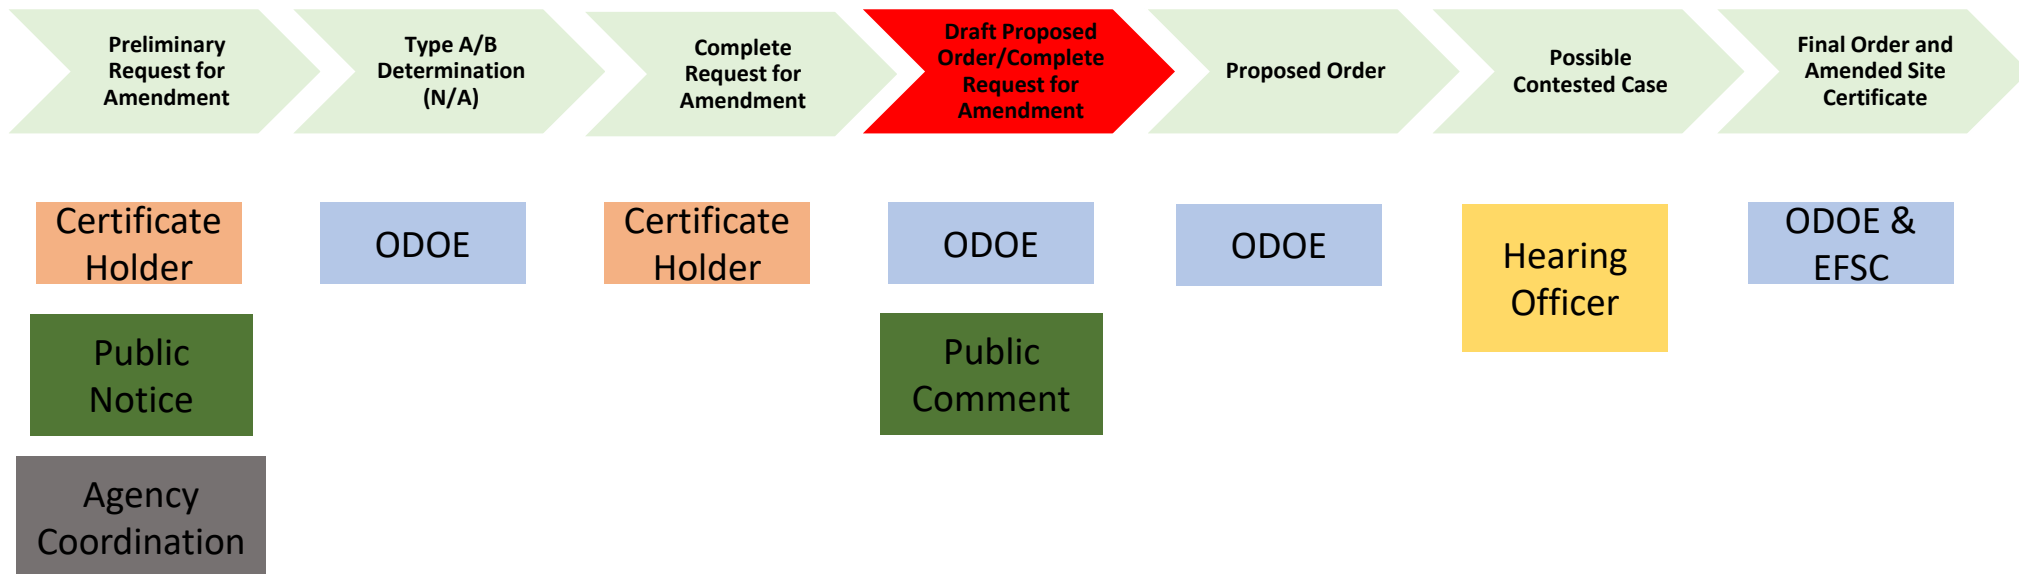 Preliminary
Request for
Amendment
Type A/B
Determination
(N/A)
Complete
Request for
Amendment
Draft Proposed
Order/Complete
Request for
Amendment
Proposed Order
Possible
Contested Case
Final Order and
Amended Site
Certificate
Certificate
Holder
ODOE
Certificate
Holder
ODOE
ODOE
Hearing
Officer
ODOE &
EFSC
Public
Notice
Public
Comment
Agency
Coordination